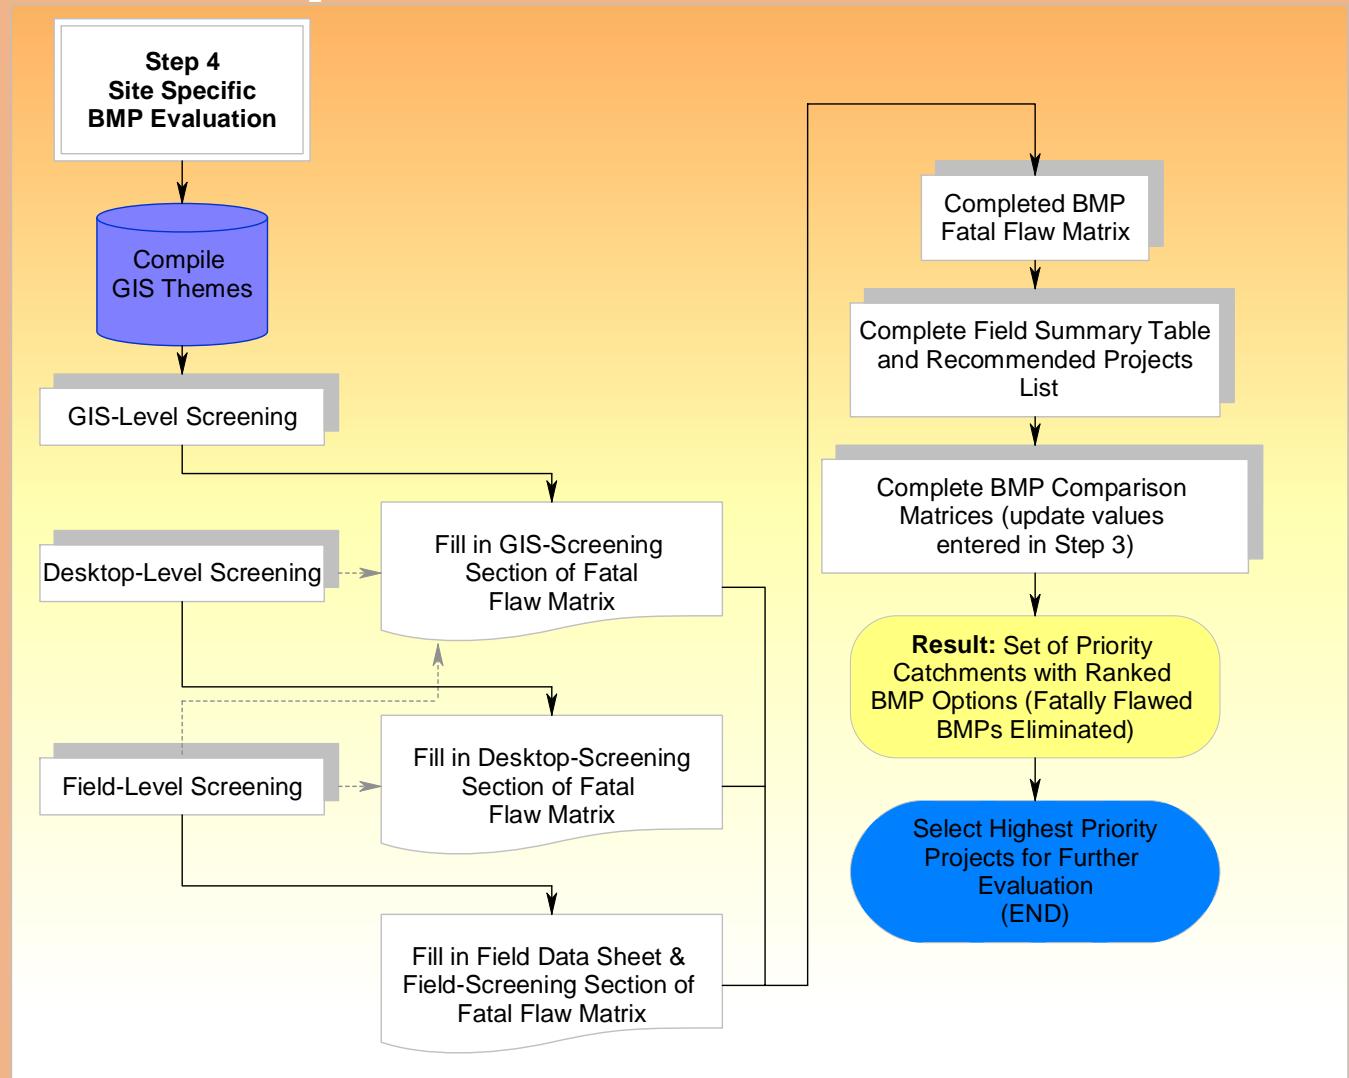 Step 4
Site Specific
BMP Evaluation
Compile
GIS Themes
GIS-Level Screening
Desktop-Level Screening
Field-Level Screening
Fill in GIS-Screening
Section of Fatal
Flaw Matrix
Fill in Desktop-Screening
Section of Fatal
Flaw Matrix
Fill in Field Data Sheet &
Field-Screening Section of
Fatal Flaw Matrix
Completed BMP
Fatal Flaw Matrix
Complete Field Summary Table
and Recommended Projects
List
Complete BMP Comparison
Matrices (update values
entered in Step 3)
Result: Set of Priority
Catchments with Ranked
BMP Options (Fatally Flawed
BMPs Eliminated)
Select Highest Priority
Projects for Further
Evaluation
(END)